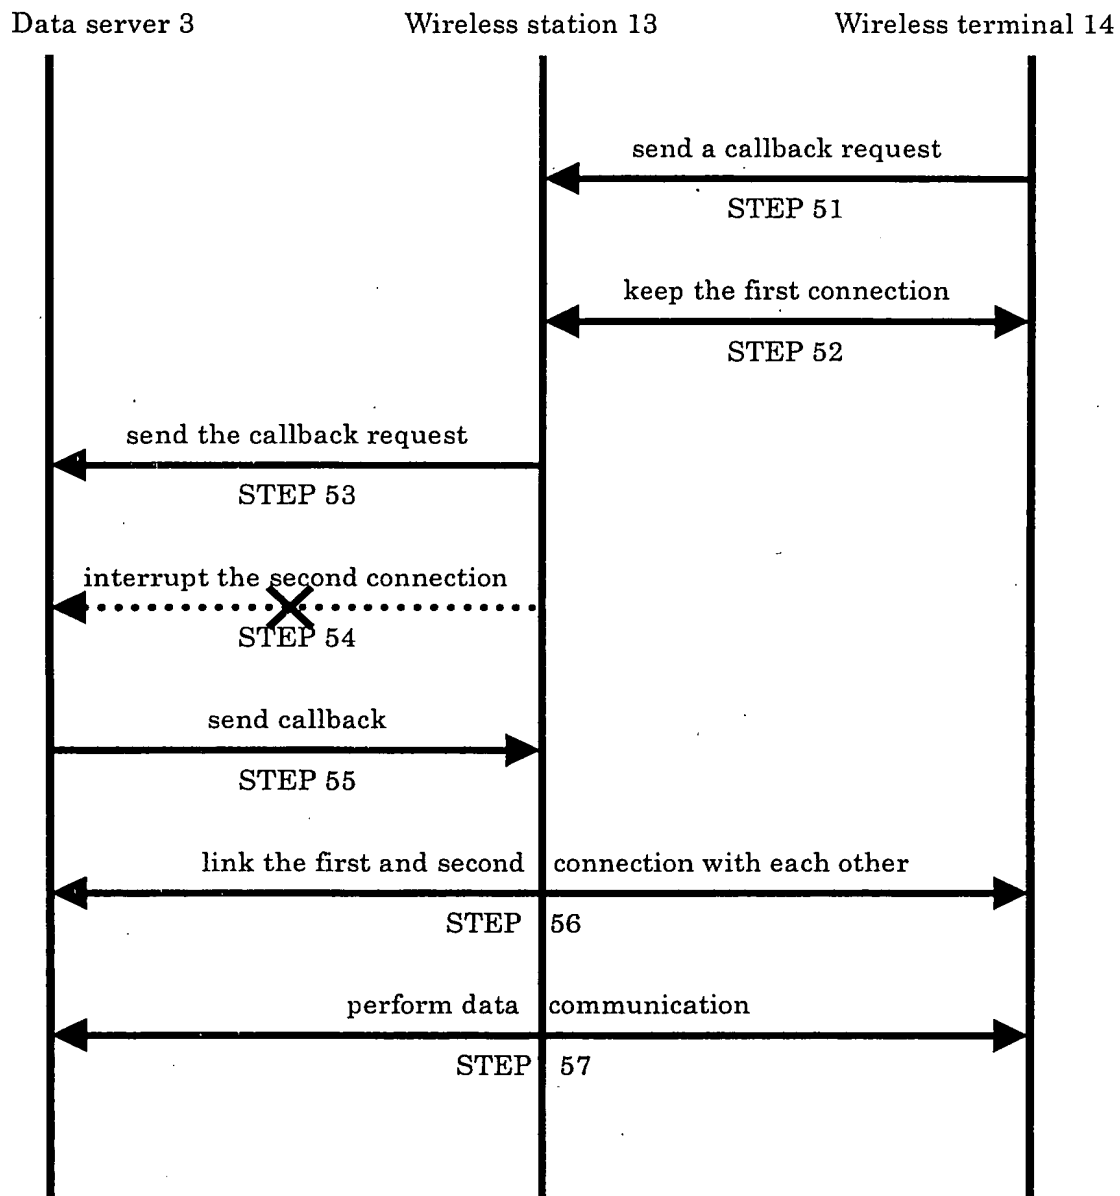 Data server 3
Wireless station 13
Wireless terminal 14
send a callback request
STEP 51
keep the first connection
STEP 52
send the callback request
STEP 53
interrupt the second connection
STEP 54
send callback
STEP 55
link the first and second connection with each other
STEP 56
perform data communication
STEP 57